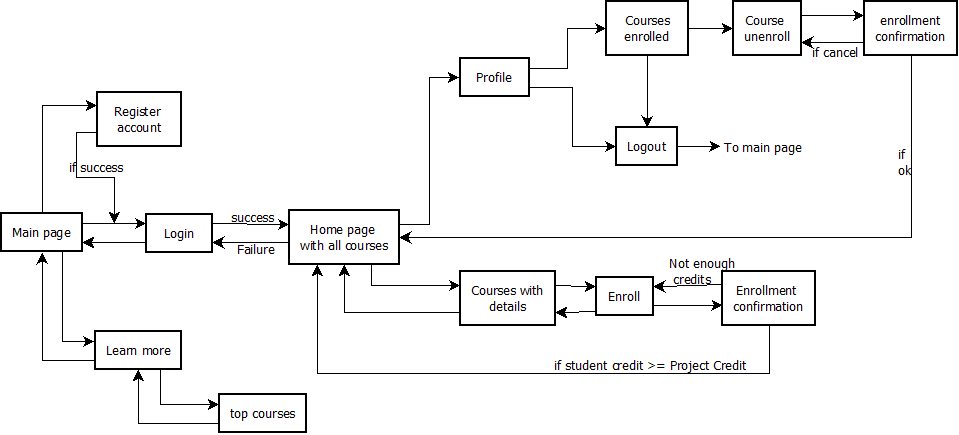 Courses
enrolled
Course
unenroll
enrollment
confirmation
if cancel
Profile
Register
account
Logout
To main page
if
ok
if success
Main page
Login
success
Failure
Home page
with all courses
Not enough
credits
Courses with
details
Enroll
Enrollment
confirmation
Learn more
if student credit >= Project Credit
top courses